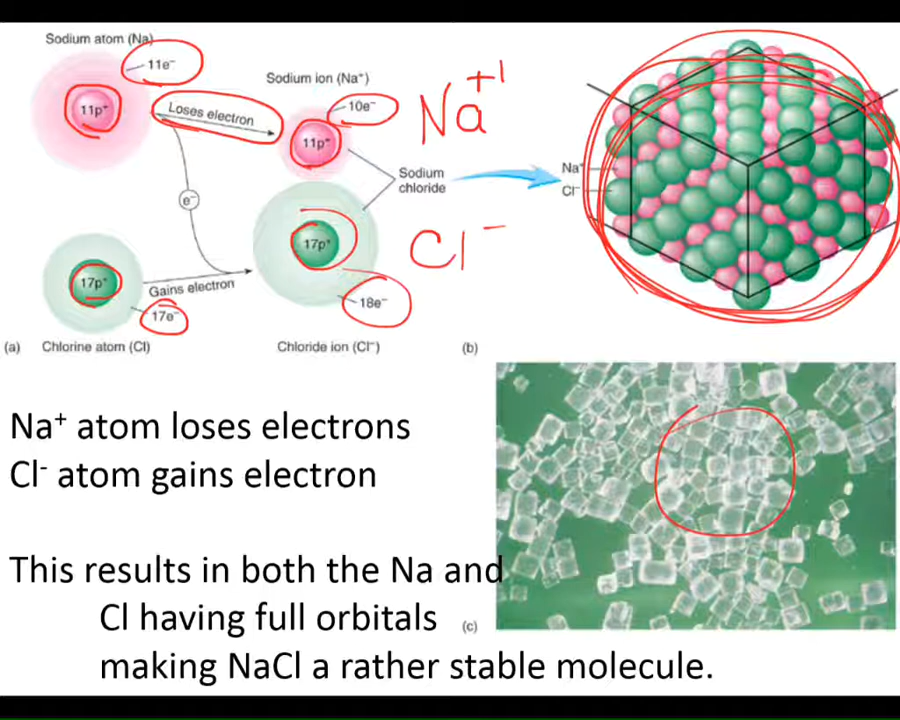 Sodium atom (Na)
11e⁻
11p⁺
Loses electron
Sodium ion (Na⁺)
10e⁻
11p⁺
Na⁺¹
Sodium
chloride
Na⁺
Cl⁻
e⁻
17p⁺
Cl⁻
17p⁺
Gains electron
17e⁻
18e⁻
(a) Chlorine atom (Cl)
Chloride ion (Cl⁻)
(b)
Na⁺ atom loses electrons
Cl⁻ atom gains electron
This results in both the Na and
Cl having full orbitals
(c)
making NaCl a rather stable molecule.